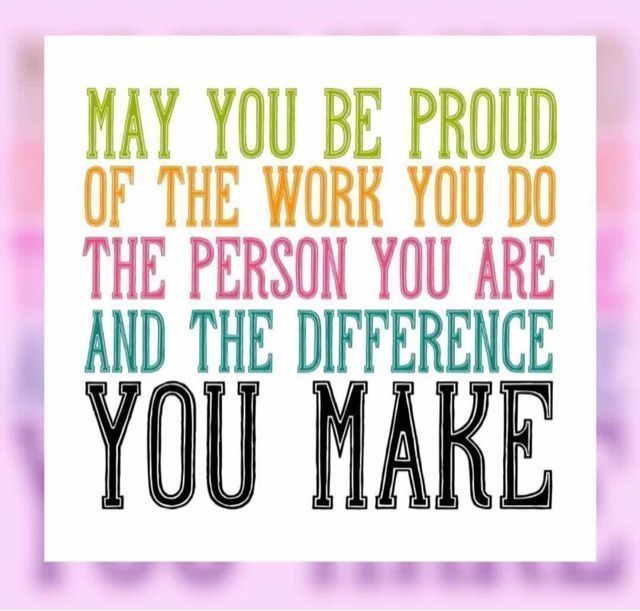 MAY YOU BE PROUD
OF THE WORK YOU DO
THE PERSON YOU ARE
AND THE DIFFERENCE
YOU MAKE